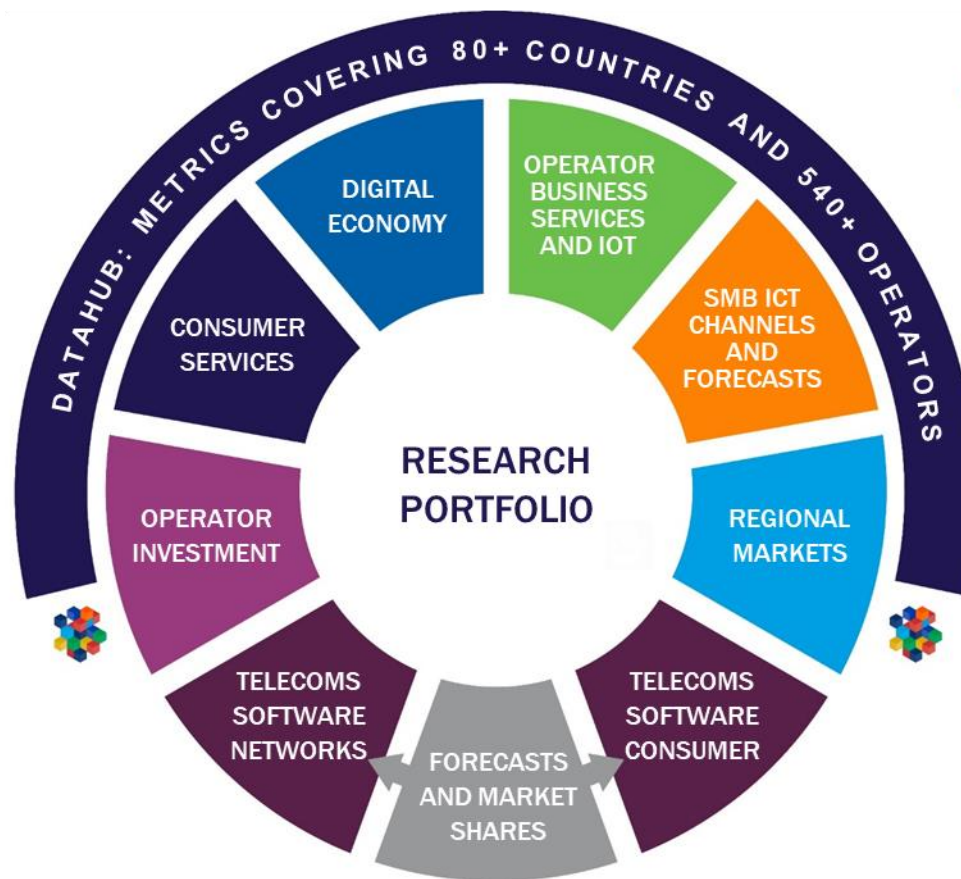 DATAHUB: METRICS COVERING 80+ COUNTRIES AND 540+ OPERATORS
DIGITAL
ECONOMY
OPERATOR
BUSINESS
SERVICES
AND IOT
CONSUMER
SERVICES
SMB ICT
CHANNELS
AND
FORECASTS
RESEARCH
PORTFOLIO
OPERATOR
INVESTMENT
REGIONAL
MARKETS
TELECOMS
SOFTWARE
NETWORKS
FORECASTS
AND MARKET
SHARES
TELECOMS
SOFTWARE
CONSUMER